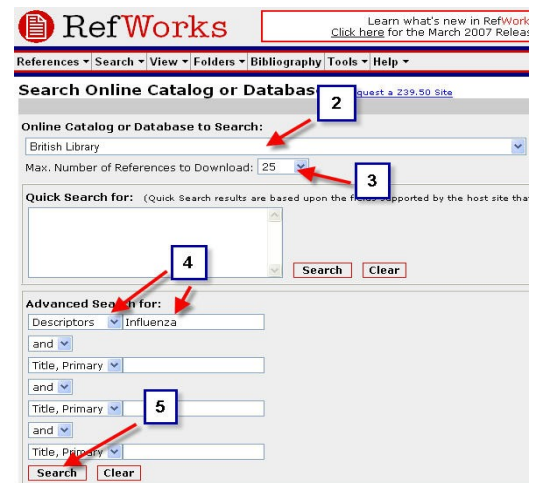 RefWorks
Learn what's new in RefWork
Click here for the March 2007 Releas
References Search View Folders Bibliography Tools Help
Search Online Catalog or Databas
quest a Z39.50 Site
2
Online Catalog or Database to Search:
British Library
Max. Number of References to Download: 25
3
Quick Search for: (Quick Search results are based upon the fields supported by the host site tha
4
Search Clear
Advanced Search for:
Descriptors Influenza
and
Title, Primary
and
Title, Primary
5
and
Title, Primary
Search Clear